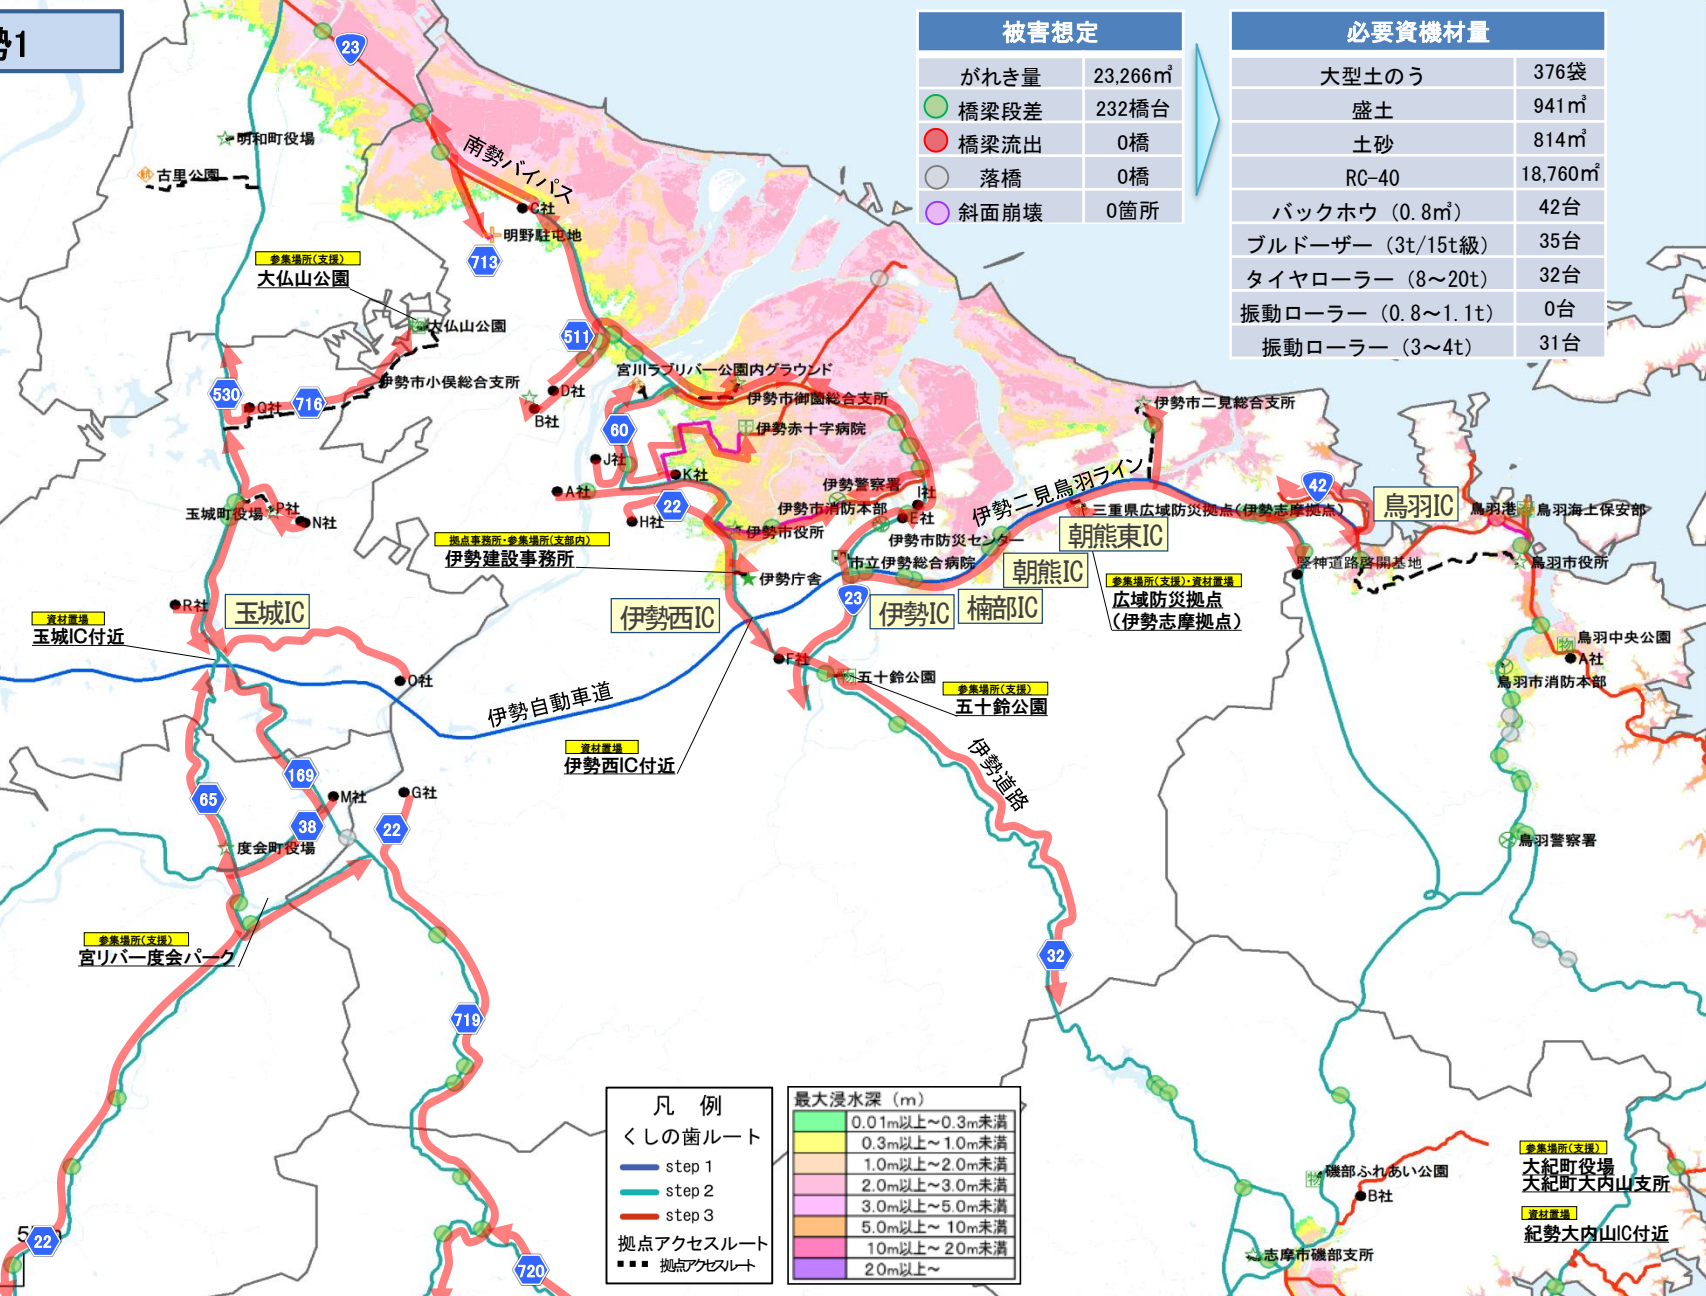 勢1
被害想定
がれき量 23,266㎥
橋梁段差 232橋台
橋梁流出 0橋
落橋 0橋
斜面崩壊 0箇所
必要資機材量
大型土のう 376袋
盛土 941㎥
土砂 814㎥
RC-40 18,760㎡
バックホウ（0.8㎥） 42台
ブルドーザー（3t/15t級） 35台
タイヤローラー（8～20t） 32台
振動ローラー（0.8～1.1t） 0台
振動ローラー（3～4t） 31台
23
明和町役場
古里公園
南勢バイパス
C社
明野駐屯地
713
参集場所(支援)
大仏山公園
大仏山公園
511
伊勢市小俣総合支所
宮川ラブリバー公園内グラウンド
530
Q社
716
D社
B社
伊勢市御薗総合支所
伊勢市二見総合支所
60
伊勢赤十字病院
J社
K社
A社
22
H社
伊勢警察署
I社
伊勢市消防本部
E社
伊勢市役所
伊勢市防災センター
伊勢二見鳥羽ライン
三重県広域防災拠点(伊勢志摩拠点)
42
鳥羽IC
鳥羽港
鳥羽海上保安部
玉城町役場
P社
N社
拠点事務所・参集場所(支部内)
伊勢建設事務所
伊勢庁舎
市立伊勢総合病院
朝熊東IC
朝熊IC
竪神道路啓開基地
鳥羽市役所
参集場所(支援)・資材置場
広域防災拠点
（伊勢志摩拠点）
R社
玉城IC
伊勢西IC
23
伊勢IC
楠部IC
資材置場
玉城IC付近
鳥羽中央公園
A社
鳥羽市消防本部
F社
O社
五十鈴公園
参集場所(支援)
五十鈴公園
伊勢自動車道
資材置場
伊勢西IC付近
伊勢道路
169
M社
G社
65
38
22
度会町役場
鳥羽警察署
参集場所(支援)
宮リバー度会パーク
32
719
凡　例
くしの歯ルート
step 1
step 2
step 3
拠点アクセスルート
拠点アクセスルート
最大浸水深（m）
0.01m以上～0.3m未満
0.3m以上～1.0m未満
1.0m以上～2.0m未満
2.0m以上～3.0m未満
3.0m以上～5.0m未満
5.0m以上～10m未満
10m以上～20m未満
20m以上～
磯部ふれあい公園
B社
志摩市磯部支所
参集場所(支援)
大紀町役場
大紀町大内山支所
資材置場
紀勢大内山IC付近
22
720